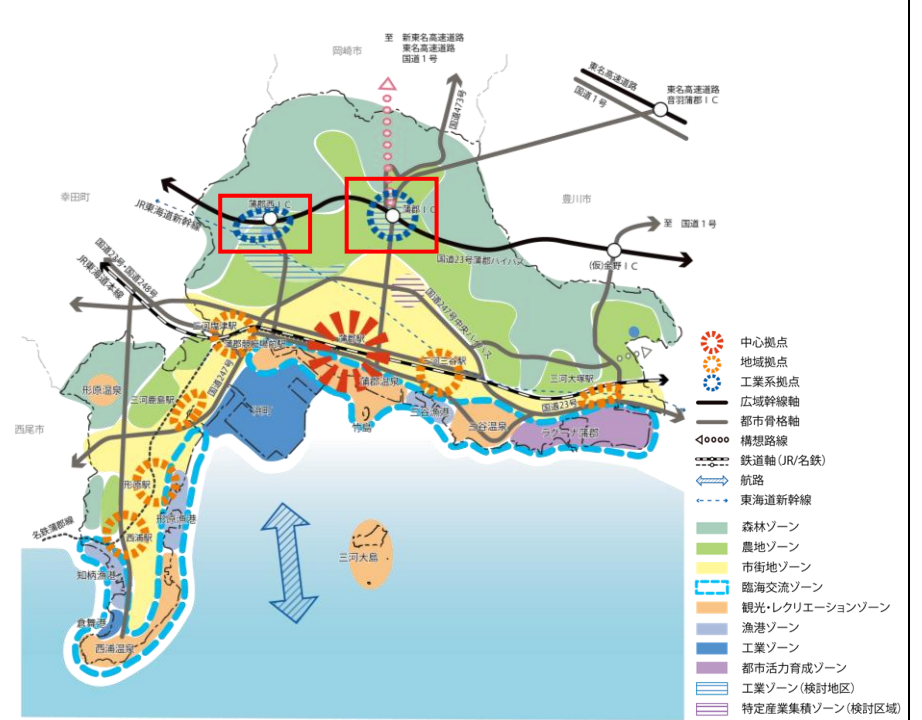 岡崎市
至 新東名高速道路
東名高速道路
国道1号
国道473号
東名高速道路
国道1号
東名高速道路
音羽蒲郡IC
幸田町
豊川市
JR東海道新幹線
蒲郡西IC
蒲郡IC
至 国道1号
国道23号蒲郡バイパス
(仮)金野IC
国道23号・国道248号
JR東海道本線
国道247号中央バイパス
三河塩津駅
蒲郡競艇場前駅
蒲郡駅
三河三谷駅
三河大塚駅
国道247号
国道23号
形原温泉
三河鹿島駅
蒲郡温泉
浜町
竹島
三谷漁港
三谷温泉
ラグーナ蒲郡
西尾市
形原駅
形原漁港
名鉄蒲郡線
西浦駅
三河大島
知柄漁港
倉舞港
西浦温泉
中心拠点
地域拠点
工業系拠点
広域幹線軸
都市骨格軸
構想路線
鉄道軸(JR/名鉄)
航路
東海道新幹線
森林ゾーン
農地ゾーン
市街地ゾーン
臨海交流ゾーン
観光・レクリエーションゾーン
漁港ゾーン
工業ゾーン
都市活力育成ゾーン
工業ゾーン(検討地区)
特定産業集積ゾーン(検討区域)